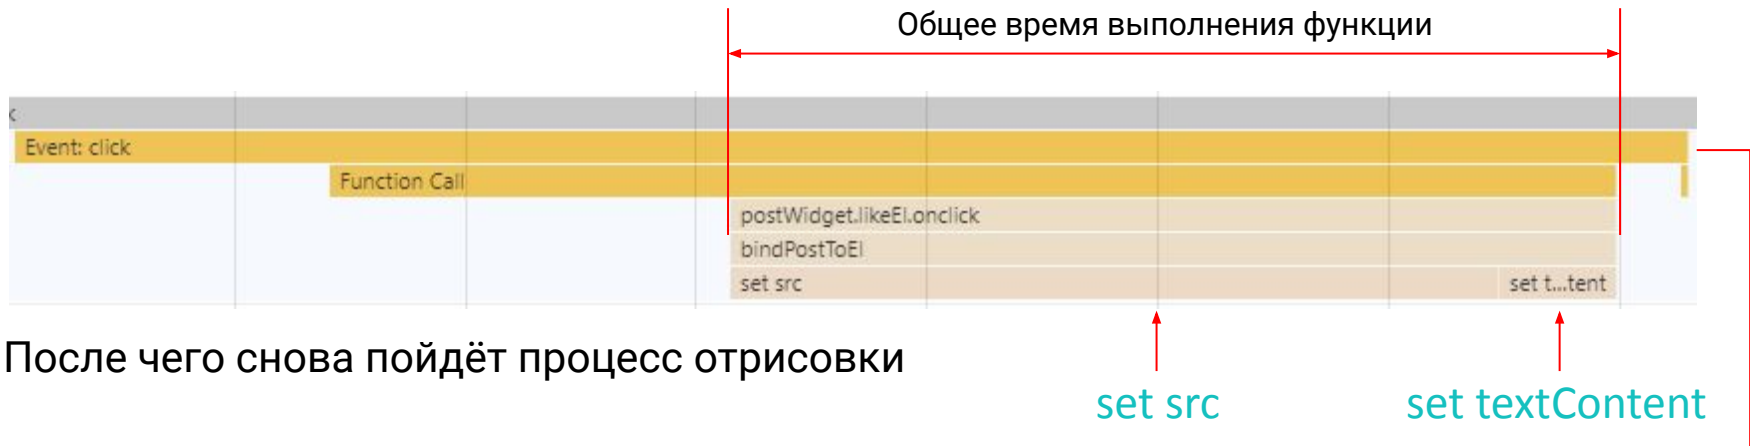 Общее время выполнения функции
Event: click
Function Call
postWidget.likeEl.onclick
bindPostToEl
set src
set t...tent
После чего снова пойдёт процесс отрисовки
set src
set textContent